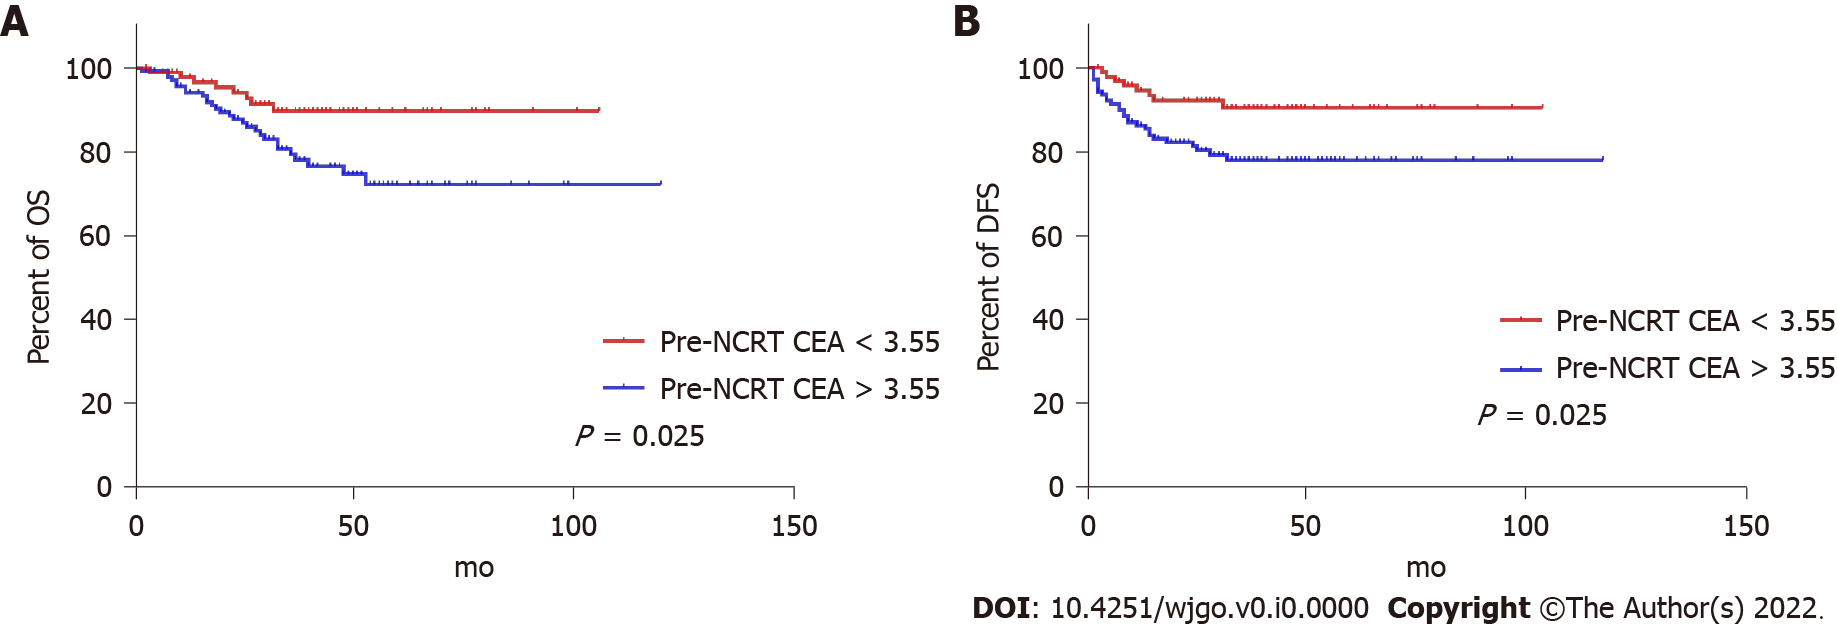 A
100
80
60
40
20
0
Percent of OS
0 50 100 150
mo
Pre-NCRT CEA < 3.55
Pre-NCRT CEA > 3.55
P = 0.025
B
100
80
60
40
20
0
Percent of DFS
0 50 100 150
mo
Pre-NCRT CEA < 3.55
Pre-NCRT CEA > 3.55
P = 0.025
DOI: 10.4251/wjgo.v0.i0.0000 Copyright ©The Author(s) 2022.